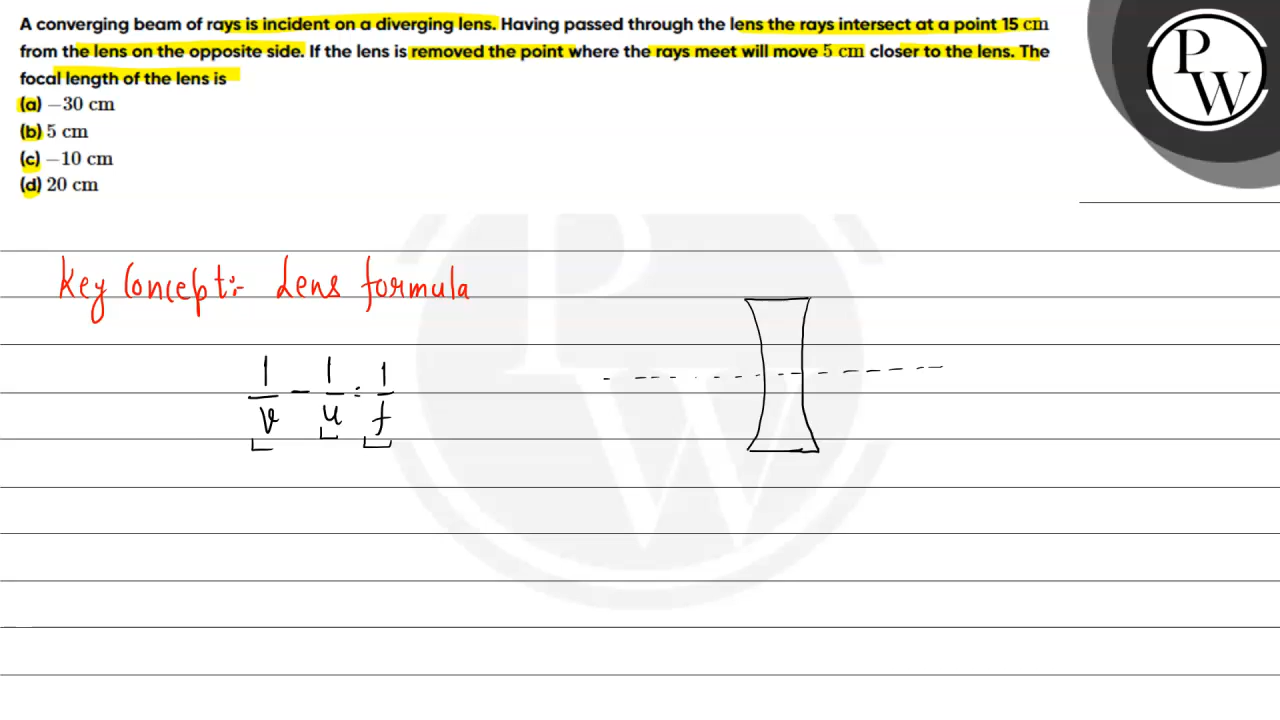 A converging beam of rays is incident on a diverging lens. Having passed through the lens the rays intersect at a point 15 cm
from the lens on the opposite side. If the lens is removed the point where the rays meet will move 5 cm closer to the lens. The
focal length of the lens is
(a) −30 cm
(b) 5 cm
(c) −10 cm
(d) 20 cm
P
W
Key Concept:- Lens formula
1/v − 1/u = 1/f